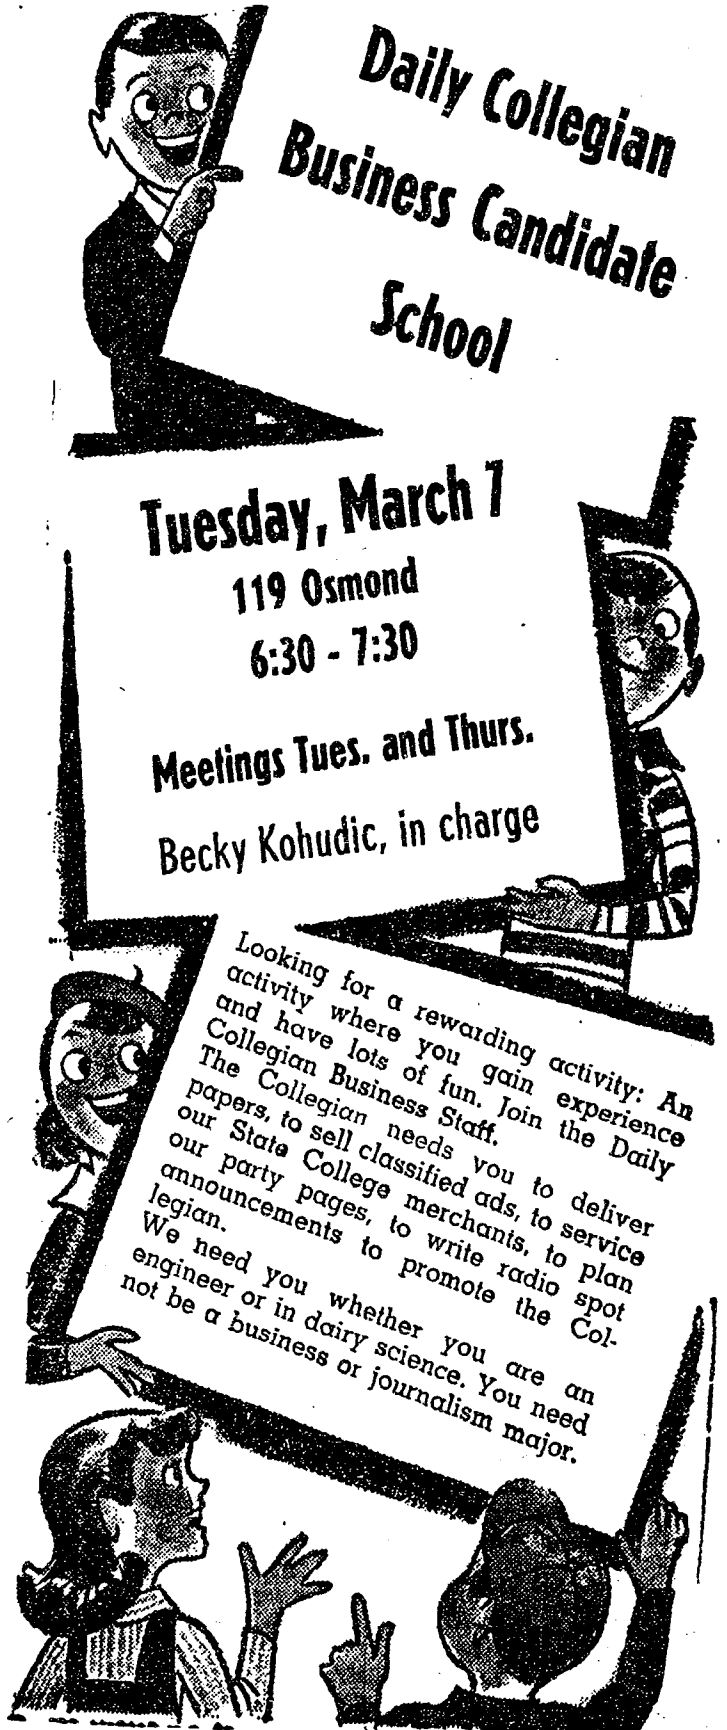 Daily Collegian
Business Candidate
School
Tuesday, March 7
119 Osmond
6:30 - 7:30
Meetings Tues. and Thurs.
Becky Kohudic, in charge
Looking for a rewarding activity: An
activity where you gain experience
and have lots of fun. Join the Daily
Collegian Business Staff.
The Collegian needs you to deliver
papers, to sell classified ads, to service
our State College merchants, to plan
our party pages, to write radio spot
announcements to promote the Col-
legian.
We need you whether you are an
engineer or in dairy science. You need
not be a business or journalism major.